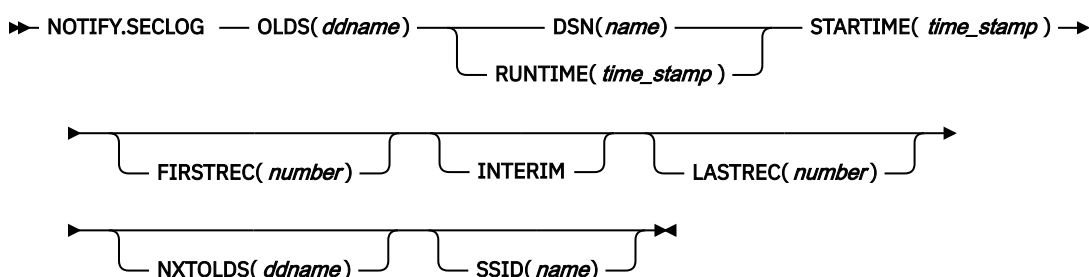 NOTIFY.SECLOG OLDS( ddname) DSN(name) STARTIME( time_stamp )
RUNTIME( time_stamp )
FIRSTREC( number) INTERIM LASTREC( number)
NXTOLDS( ddname) SSID( name)